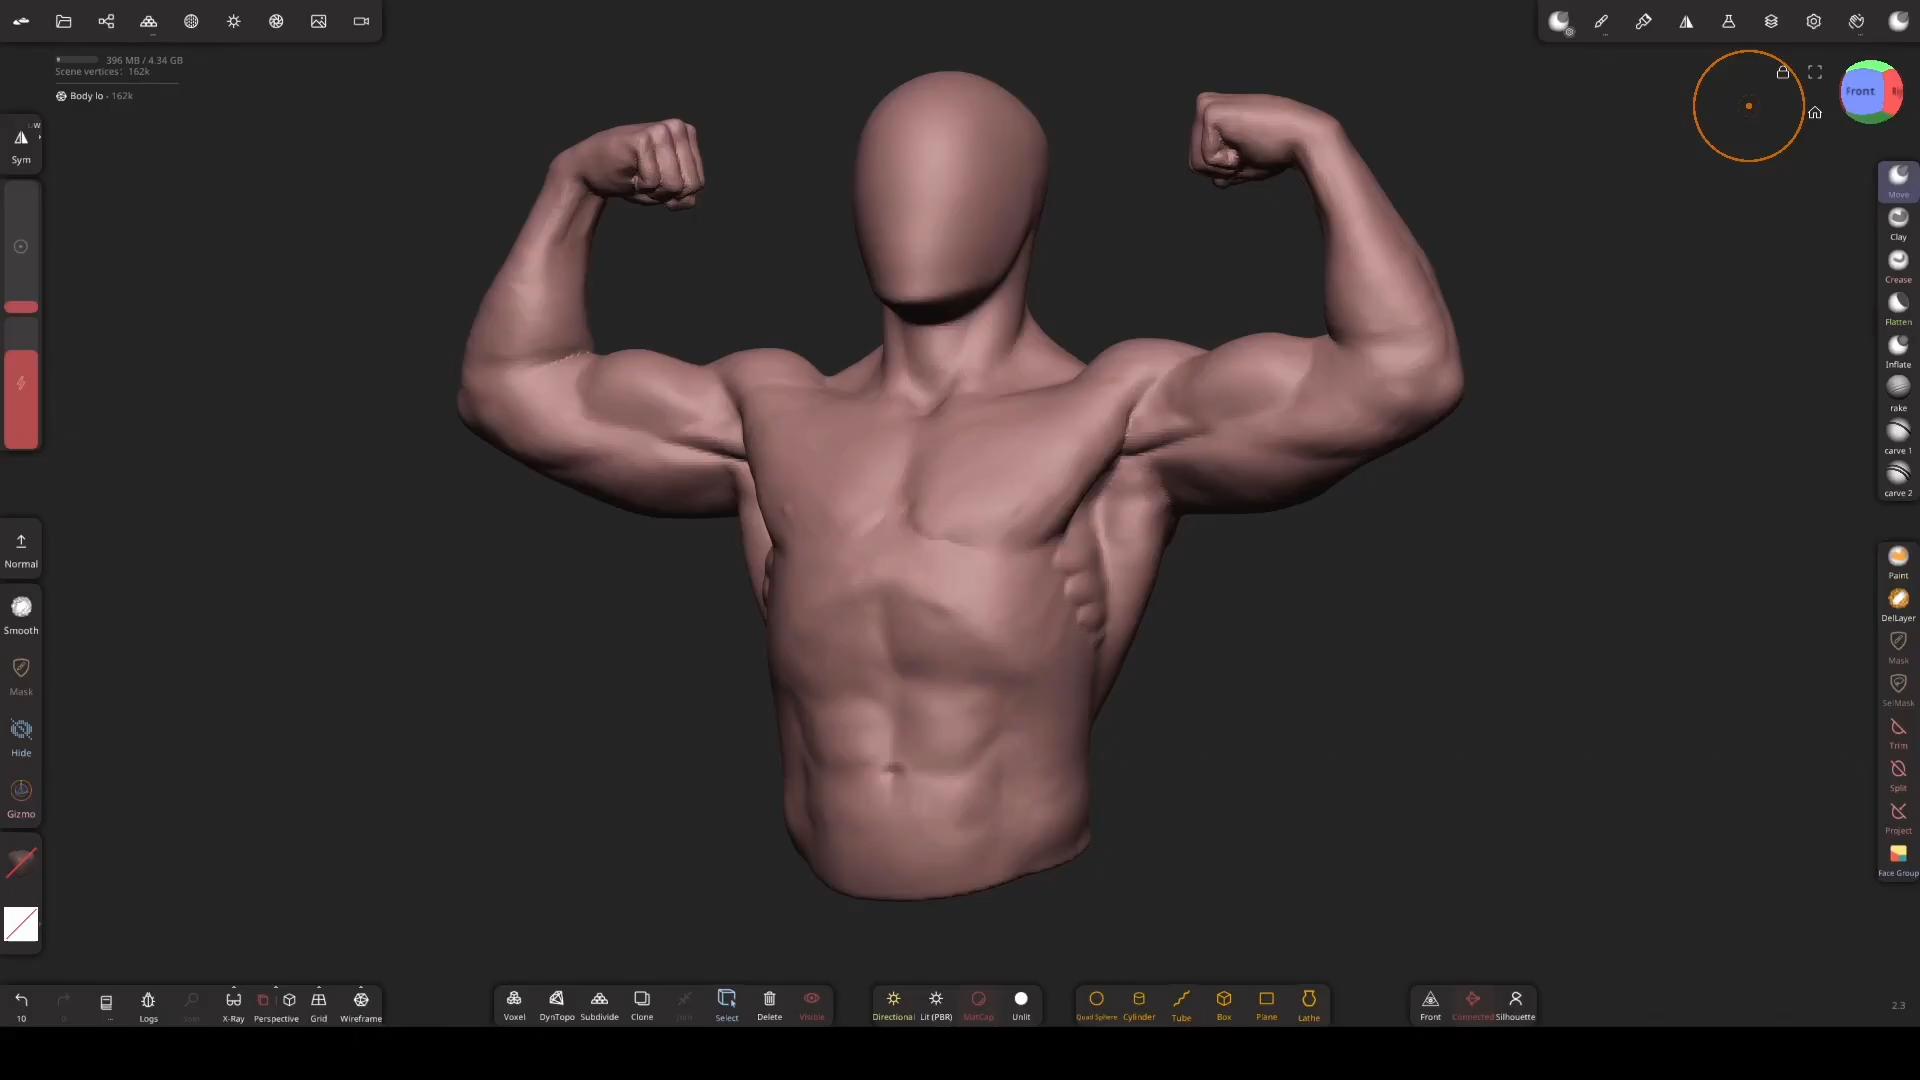 396 MB / 4.34 GB
Scene vertices: 162k
Body lo - 162k
Front
Sym
Move
Clay
Crease
Flatten
Inflate
rake
carve 1
carve 2
Normal
Smooth
Mask
Hide
Gizmo
Paint
DelLayer
Mask
SelMask
Trim
Split
Project
Face Group
10
0
...
Logs
X-Ray
Perspective
Grid
Wireframe
Voxel
DynTopo
Subdivide
Clone
Join
Select
Delete
Visible
Directional
Lit (PBR)
MatCap
Unlit
Quad Sphere
Cylinder
Tube
Box
Plane
Lathe
Front
Connected
Silhouette
2.3